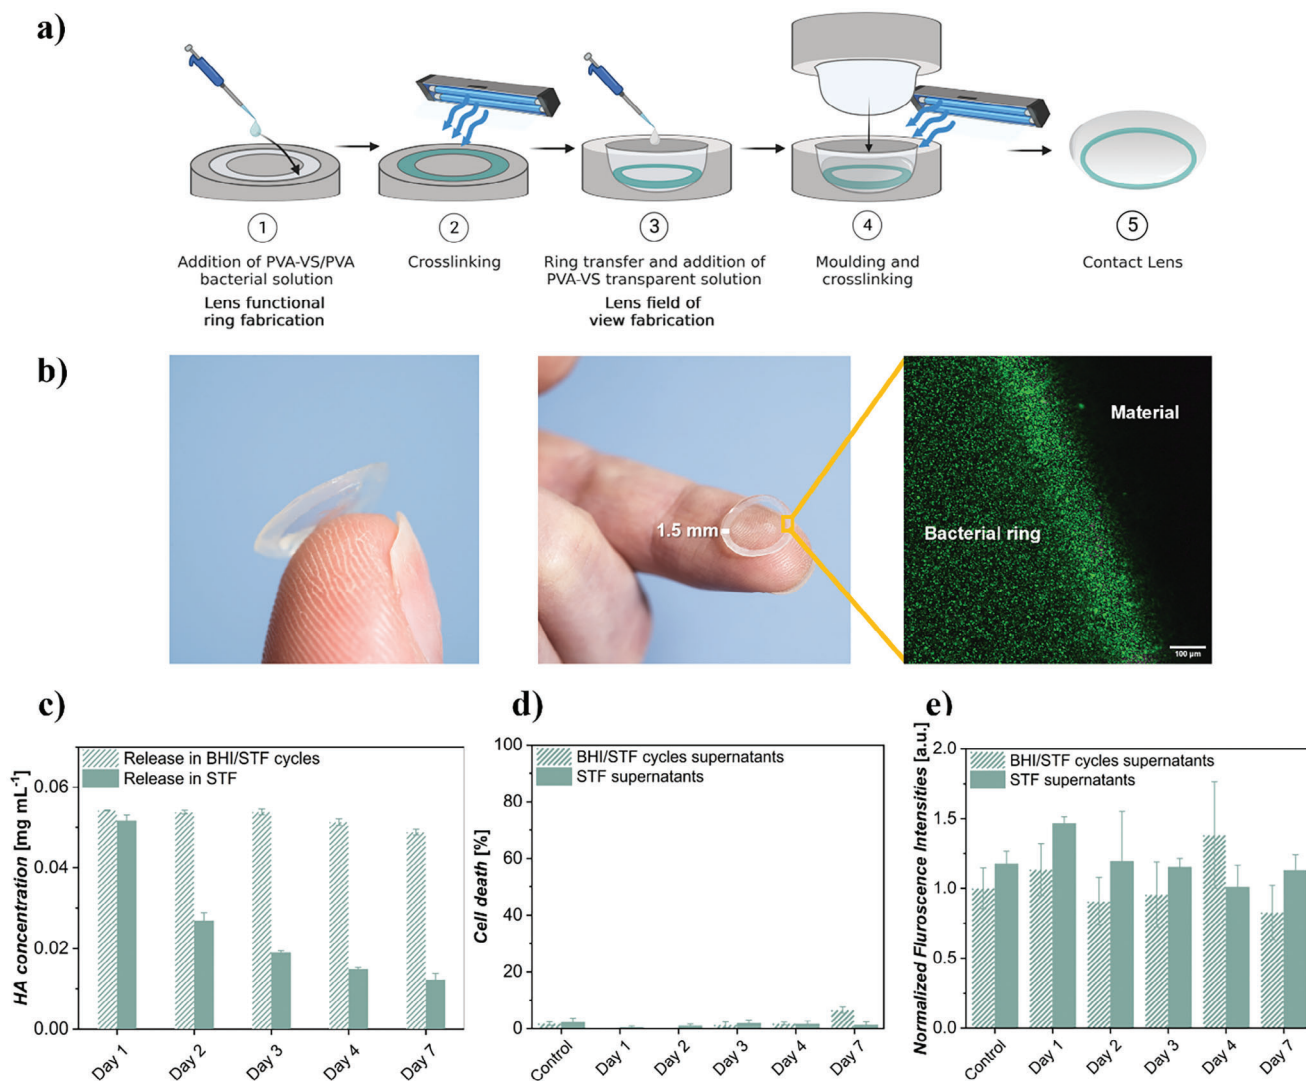 a)
1
2
3
4
5
Addition of PVA-VS/PVA
bacterial solution
Lens functional
ring fabrication
Crosslinking
Ring transfer and addition of
PVA-VS transparent solution
Lens field of
view fabrication
Moulding and
crosslinking
Contact Lens
b)
1.5 mm
Material
Bacterial ring
100 µm
c)
HA concentration [mg mL⁻¹]
Release in BHI/STF cycles
Release in STF
0.06
0.04
0.02
0.00
Day 1
Day 2
Day 3
Day 4
Day 7
d)
Cell death [%]
BHI/STF cycles supernatants
STF supernatants
100
80
60
40
20
0
Control
Day 1
Day 2
Day 3
Day 4
Day 7
e)
Normalized Fluroscence Intensities [a.u.]
BHI/STF cycles supernatants
STF supernatants
2.0
1.5
1.0
0.5
0.0
Control
Day 1
Day 2
Day 3
Day 4
Day 7